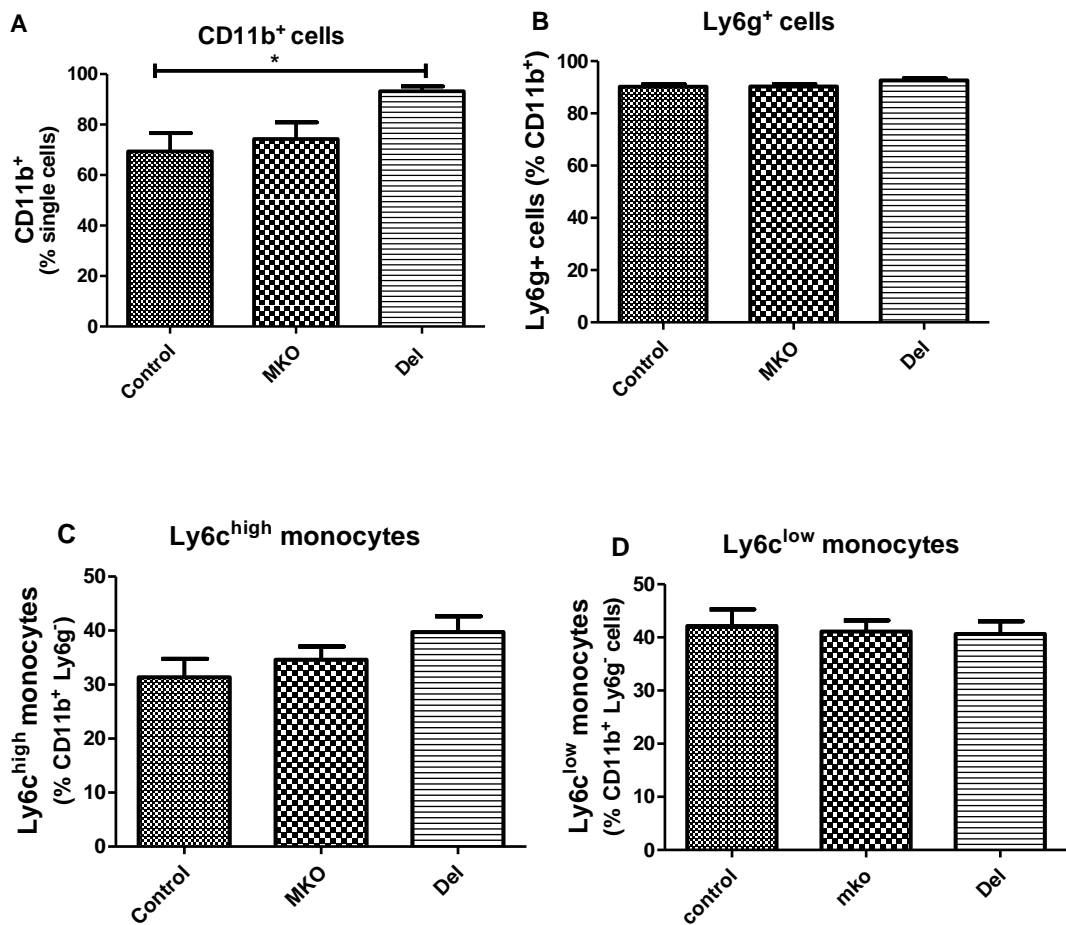 A
CD11b⁺ cells
*
CD11b⁺
(% single cells)
100
80
60
40
20
0
Control
MKO
Del
B
Ly6g⁺ cells
Ly6g+ cells (% CD11b⁺)
100
80
60
40
20
0
Control
MKO
Del
C
Ly6c^high monocytes
Ly6c^high monocytes
(% CD11b⁺ Ly6g⁻)
50
40
30
20
10
0
Control
MKO
Del
D
Ly6c^low monocytes
Ly6c^low monocytes
(% CD11b⁺ Ly6g⁻ cells)
50
40
30
20
10
0
control
mko
Del